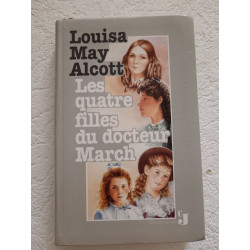 Louisa
May
Alcott
Les
quatre
filles
du docteur
March
J